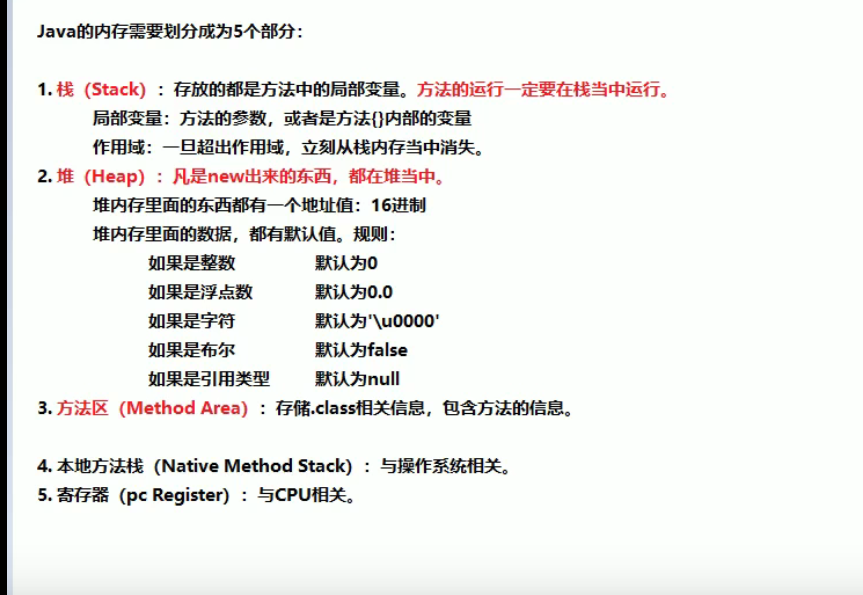 Java的内存需要划分成为5个部分：
1. 栈（Stack）：存放的都是方法中的局部变量。方法的运行一定要在栈当中运行。
局部变量：方法的参数，或者是方法{}内部的变量
作用域：一旦超出作用域，立刻从栈内存当中消失。
2. 堆（Heap）：凡是new出来的东西，都在堆当中。
堆内存里面的东西都有一个地址值：16进制
堆内存里面的数据，都有默认值。规则：
如果是整数 默认为0
如果是浮点数 默认为0.0
如果是字符 默认为'\u0000'
如果是布尔 默认为false
如果是引用类型 默认为null
3. 方法区（Method Area）：存储.class相关信息，包含方法的信息。
4. 本地方法栈（Native Method Stack）：与操作系统相关。
5. 寄存器（pc Register）：与CPU相关。